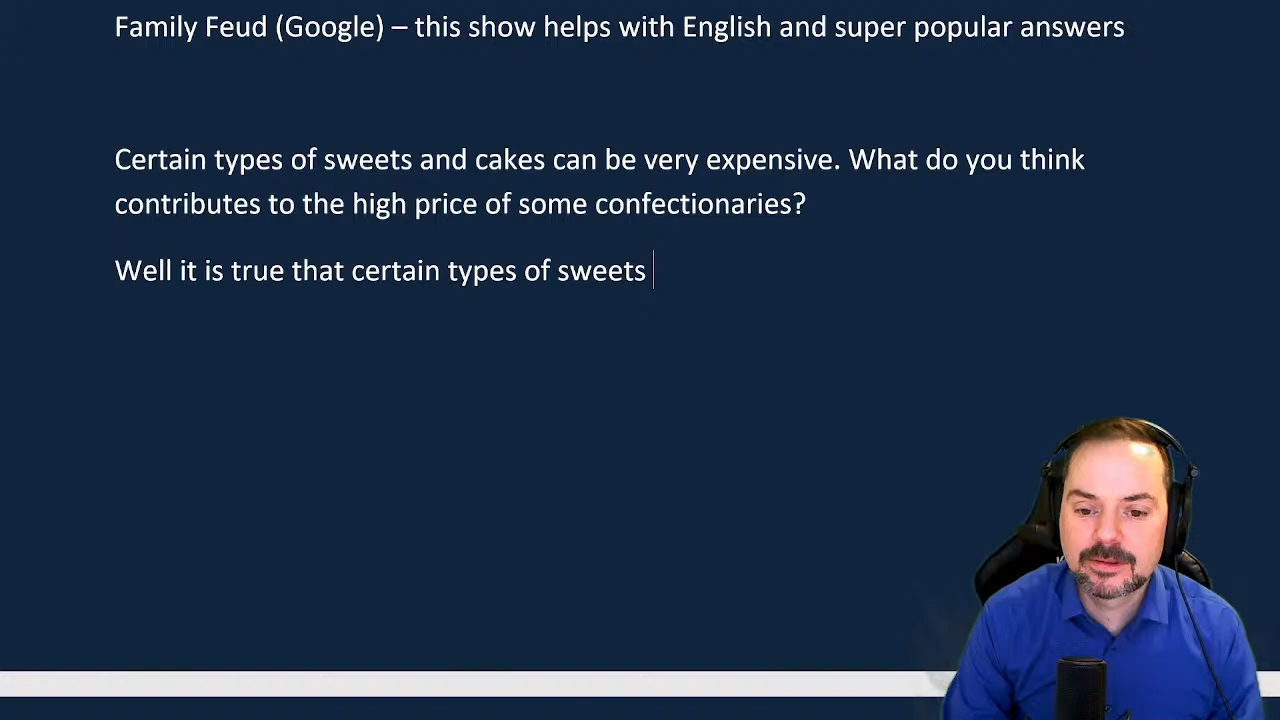 Family Feud (Google) – this show helps with English and super popular answers
Certain types of sweets and cakes can be very expensive. What do you think
contributes to the high price of some confectionaries?
Well it is true that certain types of sweets